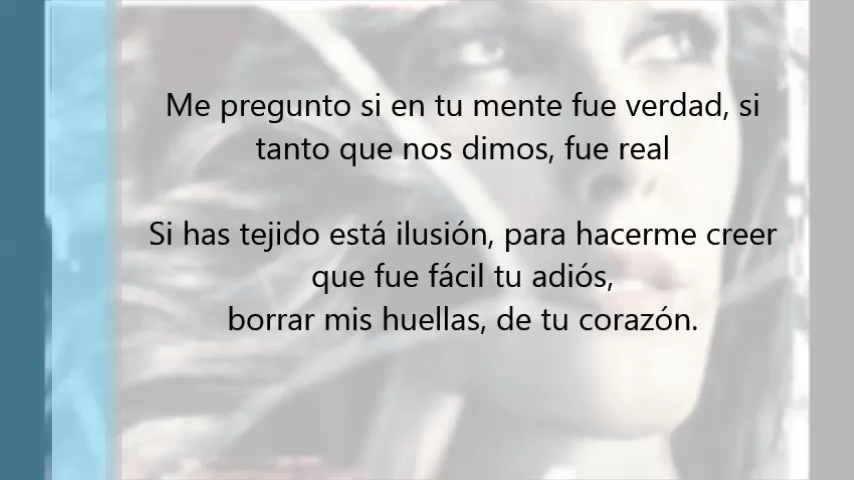 Me pregunto si en tu mente fue verdad, si
tanto que nos dimos, fue real
Si has tejido está ilusión, para hacerme creer
que fue fácil tu adiós,
borrar mis huellas, de tu corazón.